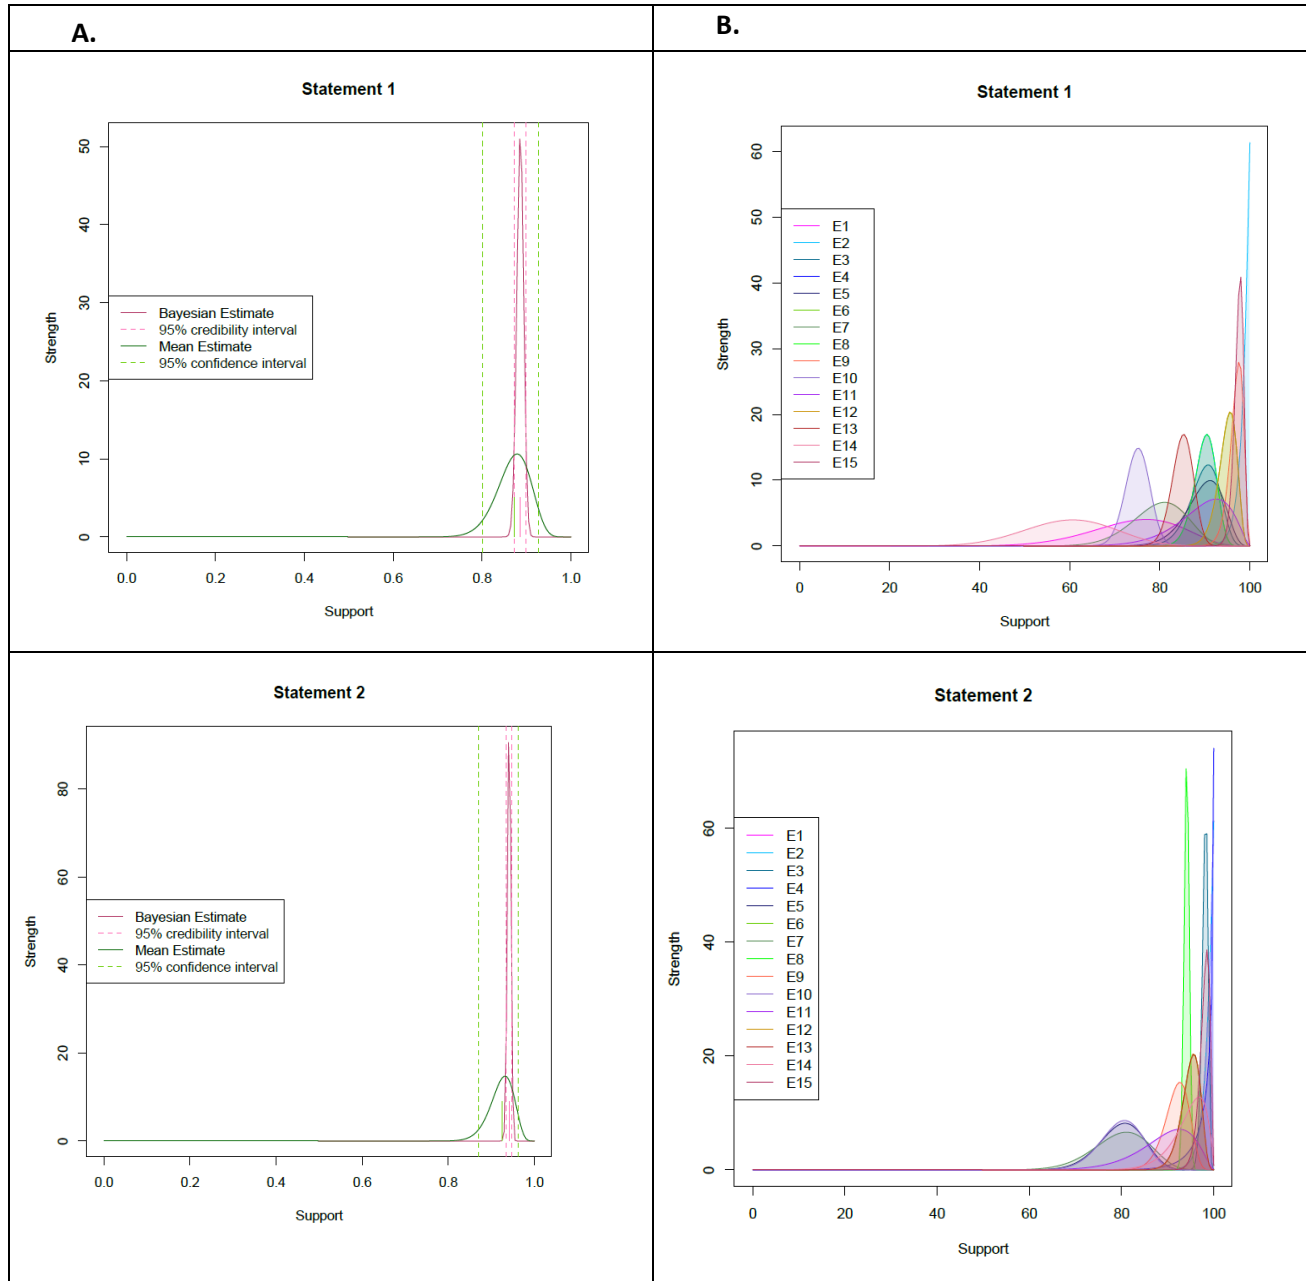 A.
B.
Statement 1
50
40
30
20
10
0
Strength
Bayesian Estimate
95% credibility interval
Mean Estimate
95% confidence interval
0.0 0.2 0.4 0.6 0.8 1.0
Support
Statement 1
60
50
40
30
20
10
0
Strength
E1
E2
E3
E4
E5
E6
E7
E8
E9
E10
E11
E12
E13
E14
E15
0 20 40 60 80 100
Support
Statement 2
80
60
40
20
0
Strength
Bayesian Estimate
95% credibility interval
Mean Estimate
95% confidence interval
0.0 0.2 0.4 0.6 0.8 1.0
Support
Statement 2
60
40
20
0
Strength
E1
E2
E3
E4
E5
E6
E7
E8
E9
E10
E11
E12
E13
E14
E15
0 20 40 60 80 100
Support